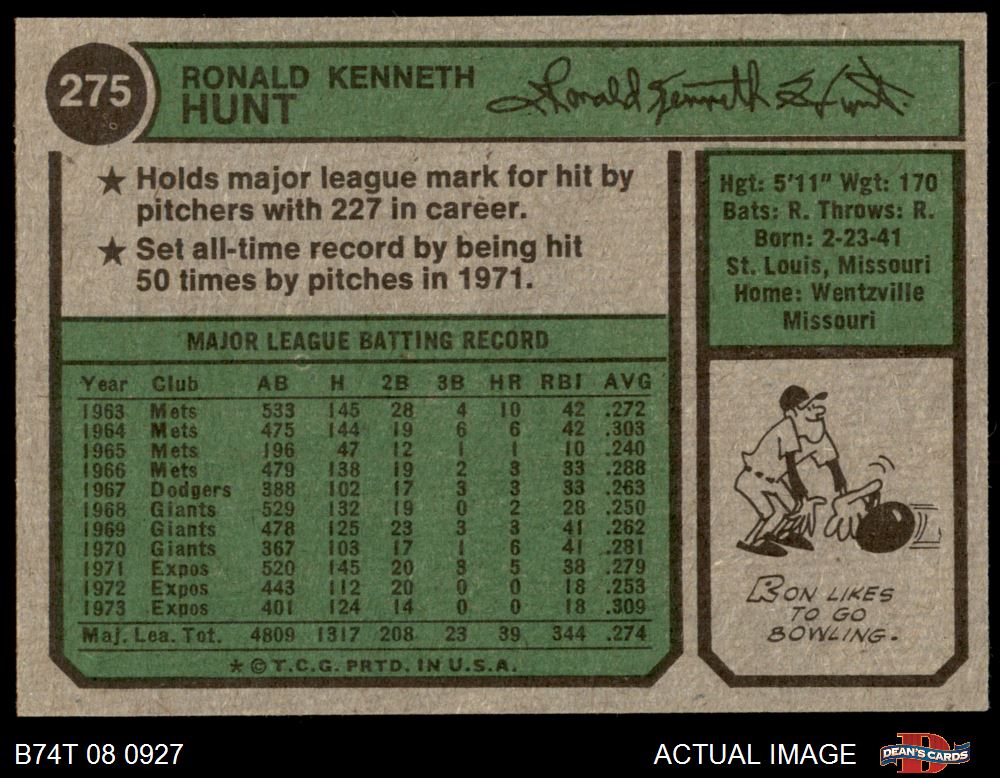 275
RONALD KENNETH
HUNT
Ronald Kenneth Hunt.
★ Holds major league mark for hit by
pitchers with 227 in career.
★ Set all-time record by being hit
50 times by pitches in 1971.
Hgt: 5'11" Wgt: 170
Bats: R. Throws: R.
Born: 2-23-41
St. Louis, Missouri
Home: Wentzville
Missouri
MAJOR LEAGUE BATTING RECORD
Year Club AB H 2B 3B HR RBI AVG
1963 Mets 533 145 28 4 10 42 .272
1964 Mets 475 144 19 6 6 42 .303
1965 Mets 196 47 12 1 1 10 .240
1966 Mets 479 138 19 2 3 33 .288
1967 Dodgers 388 102 17 3 3 33 .263
1968 Giants 529 132 19 0 2 28 .250
1969 Giants 478 125 23 3 3 41 .262
1970 Giants 367 103 17 1 6 41 .281
1971 Expos 520 145 20 3 5 38 .279
1972 Expos 443 112 20 0 0 18 .253
1973 Expos 401 124 14 0 0 18 .309
Maj. Lea. Tot. 4809 1317 208 23 39 344 .274
★ © T.C.G. PRTD. IN U.S.A.
RON LIKES
TO GO
BOWLING.
B74T 08 0927
ACTUAL IMAGE
DEAN'S CARDS